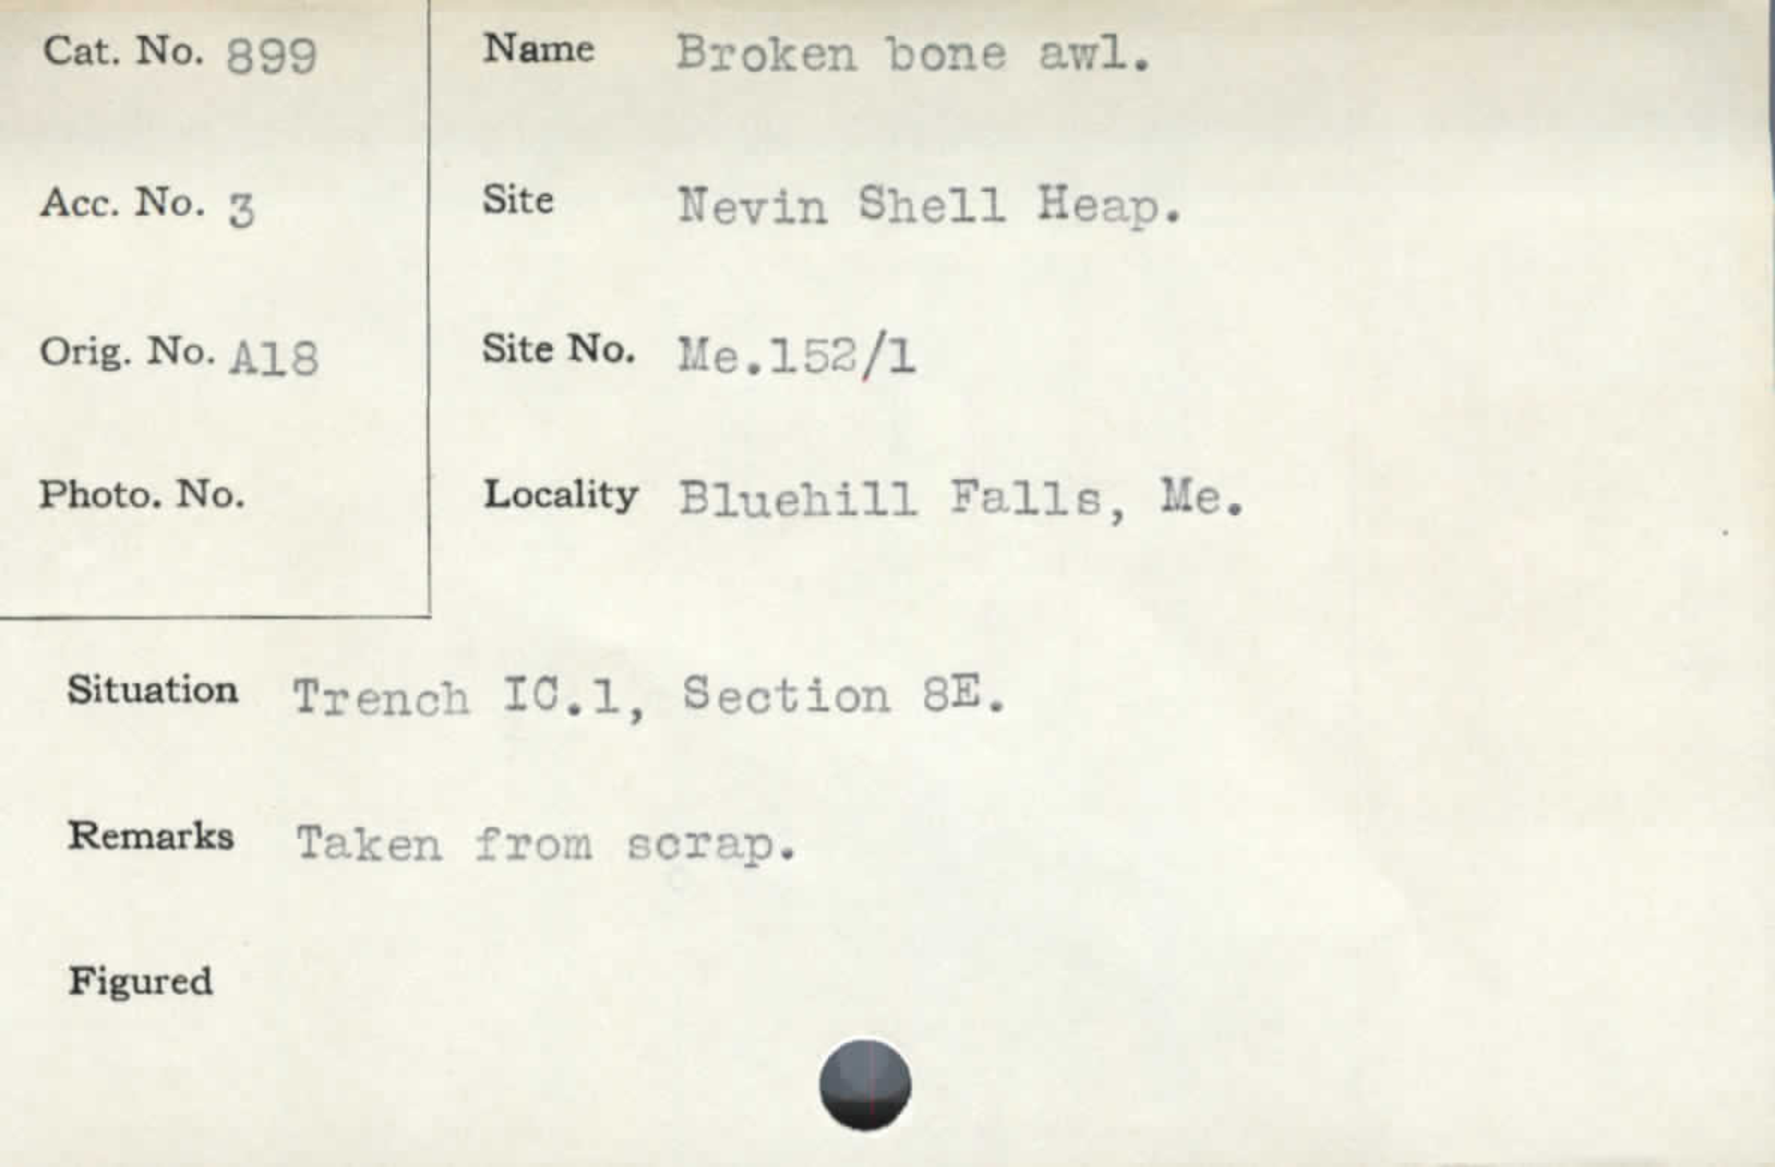 Cat. No. 899
Name Broken bone awl.
Acc. No. 3
Site Nevin Shell Heap.
Orig. No. A18
Site No. Me.152/1
Photo. No.
Locality Bluehill Falls, Me.
Situation Trench IC.1, Section 8E.
Remarks Taken from scrap.
Figured